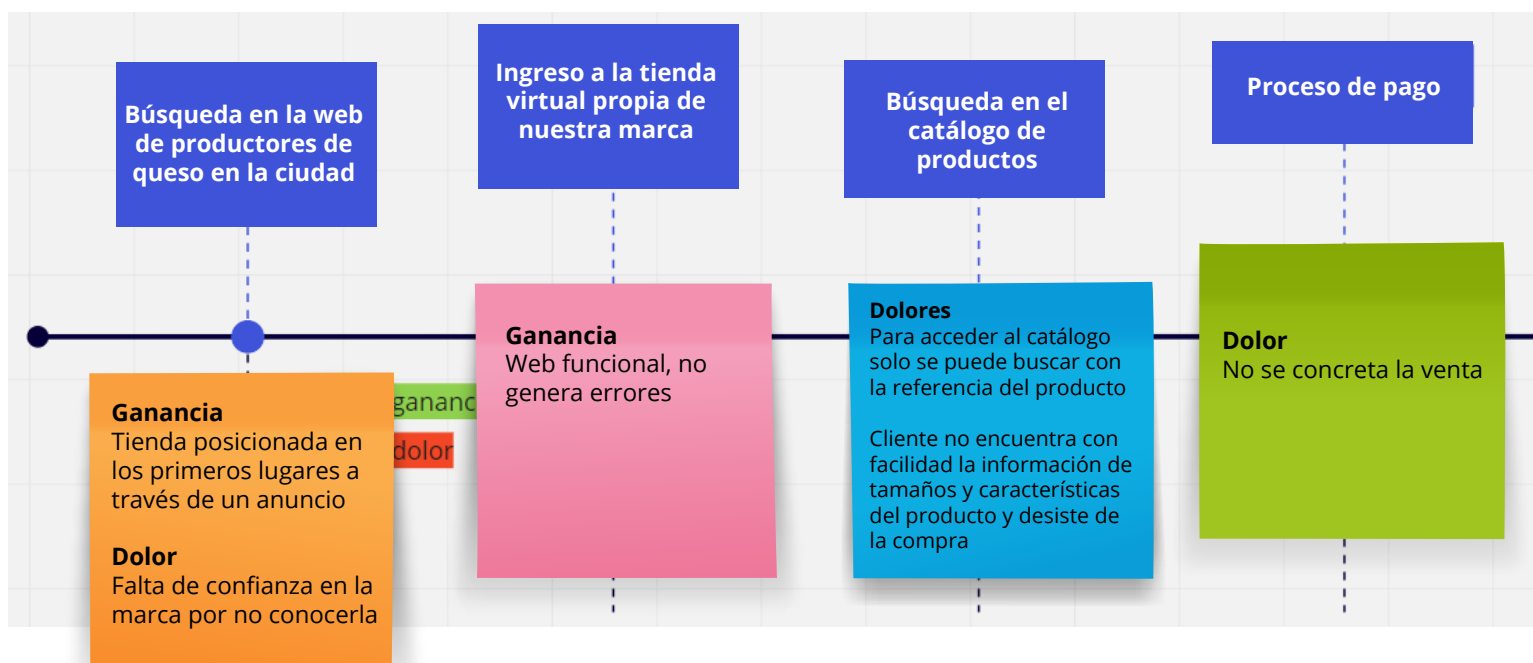 Búsqueda en la web
de productores de
queso en la ciudad
Ingreso a la tienda
virtual propia de
nuestra marca
Búsqueda en el
catálogo de
productos
Proceso de pago
Ganancia
Tienda posicionada en
los primeros lugares a
través de un anuncio
Dolor
Falta de confianza en la
marca por no conocerla
gananc
dolor
Ganancia
Web funcional, no
genera errores
Dolores
Para acceder al catálogo
solo se puede buscar con
la referencia del producto
Cliente no encuentra con
facilidad la información de
tamaños y características
del producto y desiste de
la compra
Dolor
No se concreta la venta